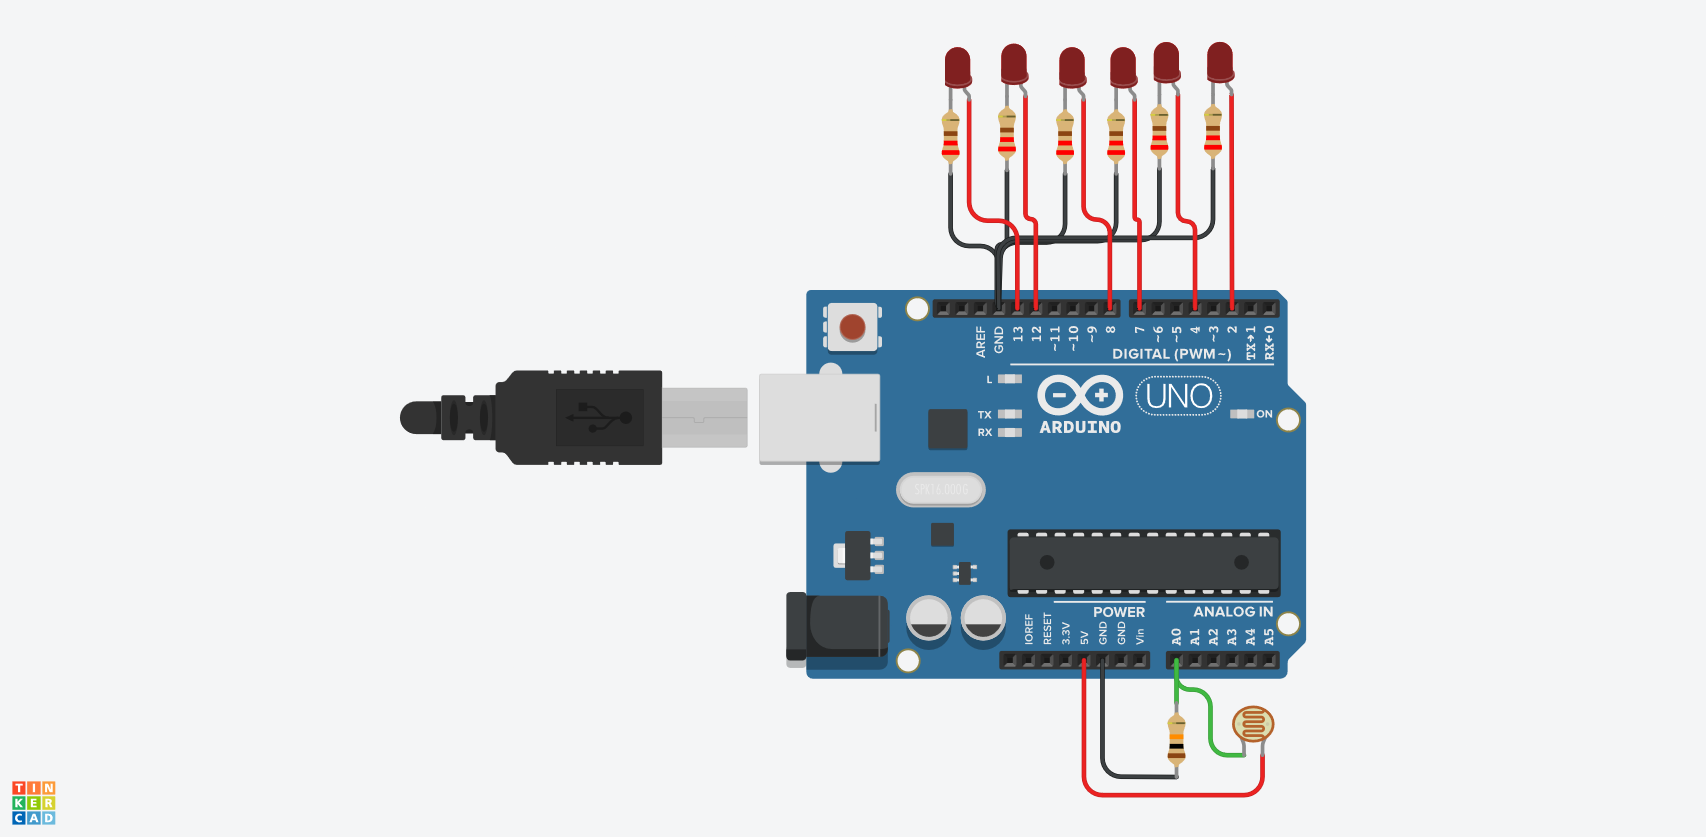 AREF
GND
13
12
~11
~10
~9
8
7
~6
~5
4
~3
2
TX→1
RX←0
DIGITAL (PWM~)
L
TX
RX
ARDUINO
UNO
ON
SPK16.000G
POWER
ANALOG IN
IOREF
RESET
3.3V
5V
GND
GND
Vin
A0
A1
A2
A3
A4
A5
TIN
KER
CAD